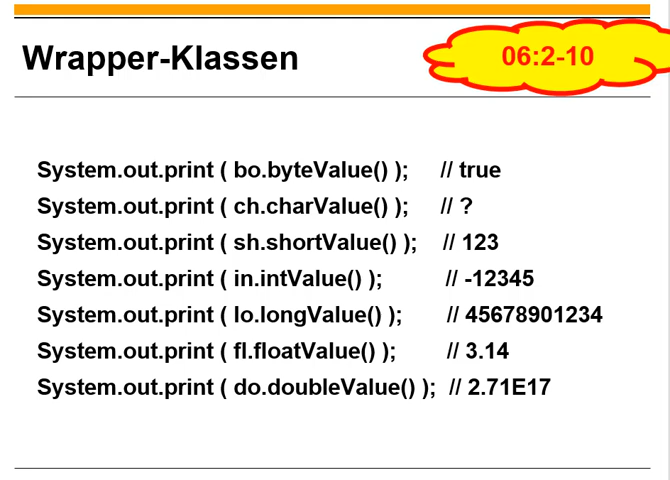 Wrapper-Klassen
06:2-10
System.out.print ( bo.byteValue() ); // true
System.out.print ( ch.charValue() ); // ?
System.out.print ( sh.shortValue() ); // 123
System.out.print ( in.intValue() ); // -12345
System.out.print ( lo.longValue() ); // 45678901234
System.out.print ( fl.floatValue() ); // 3.14
System.out.print ( do.doubleValue() ); // 2.71E17